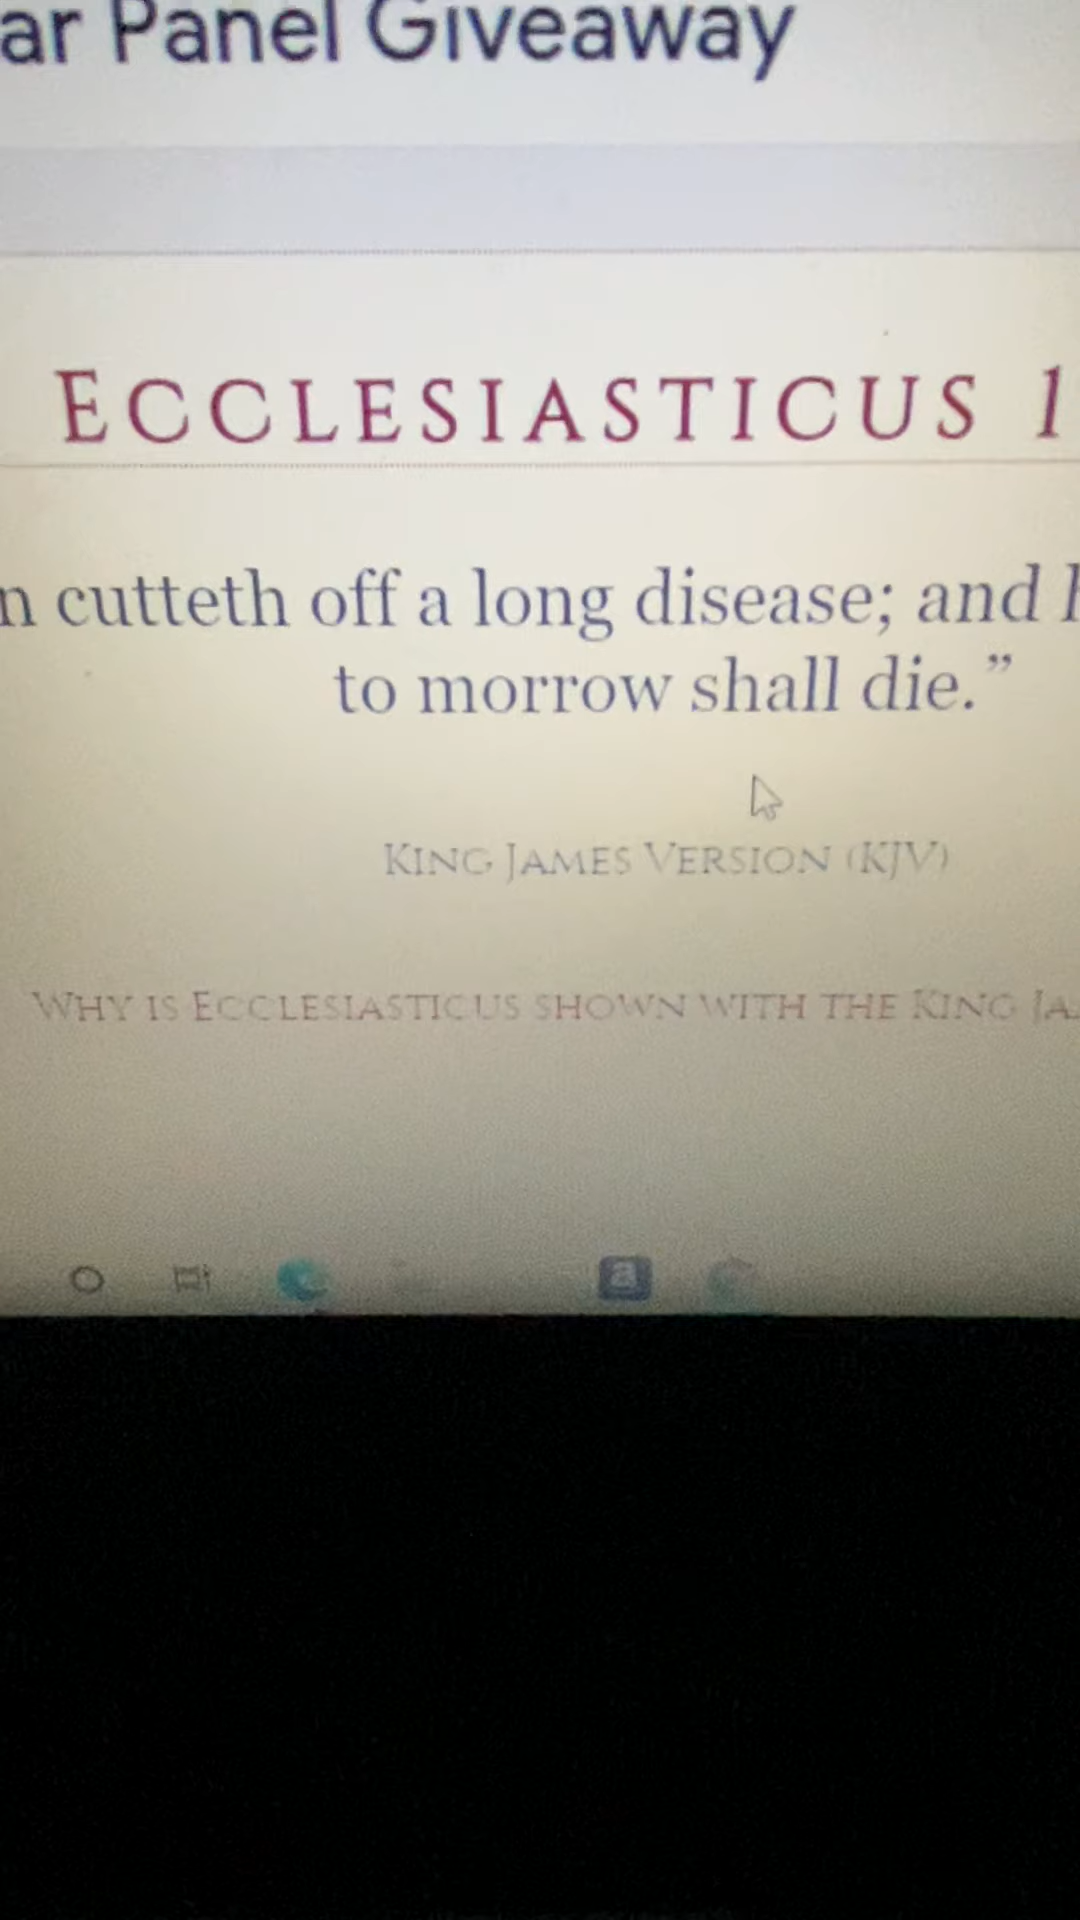 ar Panel Giveaway
ECCLESIASTICUS 1
n cutteth off a long disease; and h
to morrow shall die.”
KING JAMES VERSION (KJV)
WHY IS ECCLESIASTICUS SHOWN WITH THE KING JA
a